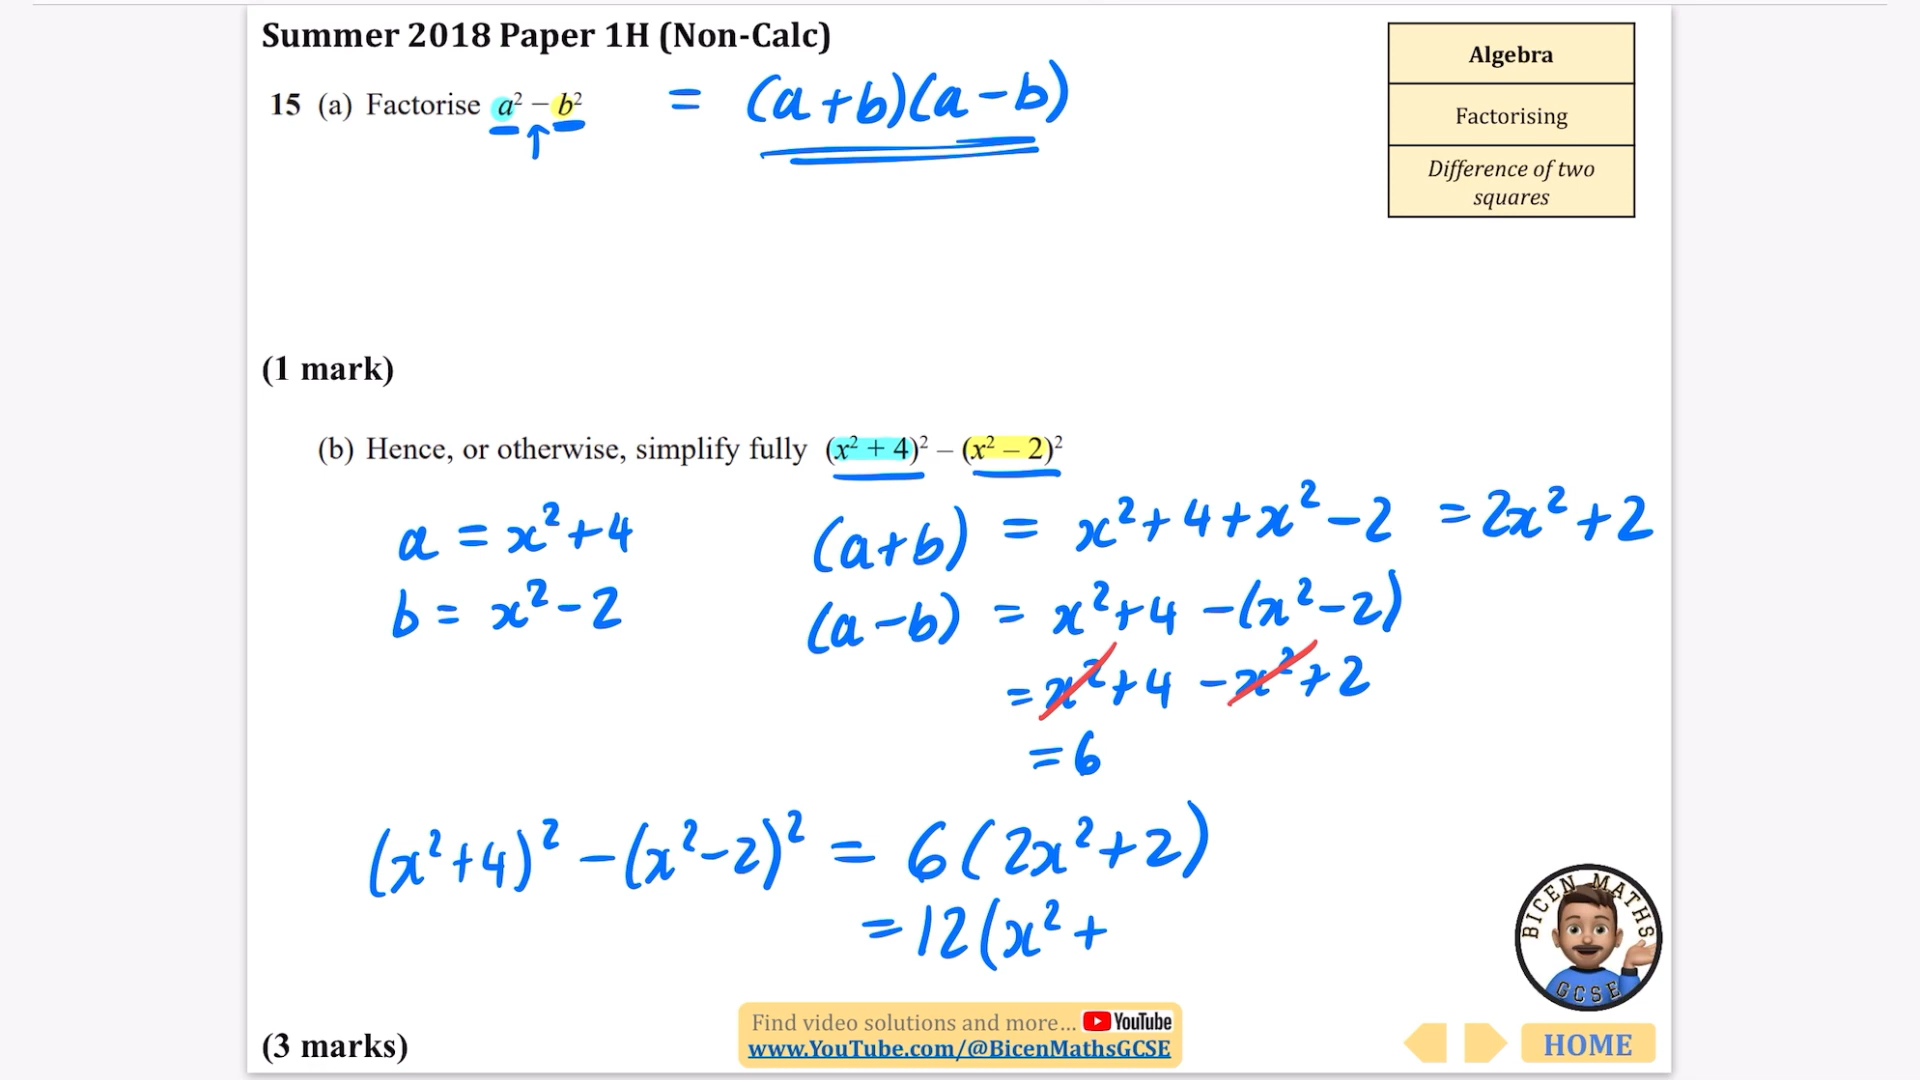 Summer 2018 Paper 1H (Non-Calc)
Algebra
Factorising
Difference of two
squares
15 (a) Factorise a² – b² = (a+b)(a-b)
(1 mark)
(b) Hence, or otherwise, simplify fully (x² + 4)² – (x² – 2)²
a = x²+4
b = x²-2
(a+b) = x²+4+x²-2 = 2x²+2
(a-b) = x²+4 -(x²-2)
= x²+4 -x²+2
= 6
(x²+4)² -(x²-2)² = 6(2x²+2)
= 12(x²+
BICEN MATHS
GCSE
(3 marks)
Find video solutions and more... YouTube
www.YouTube.com/@BicenMathsGCSE
HOME